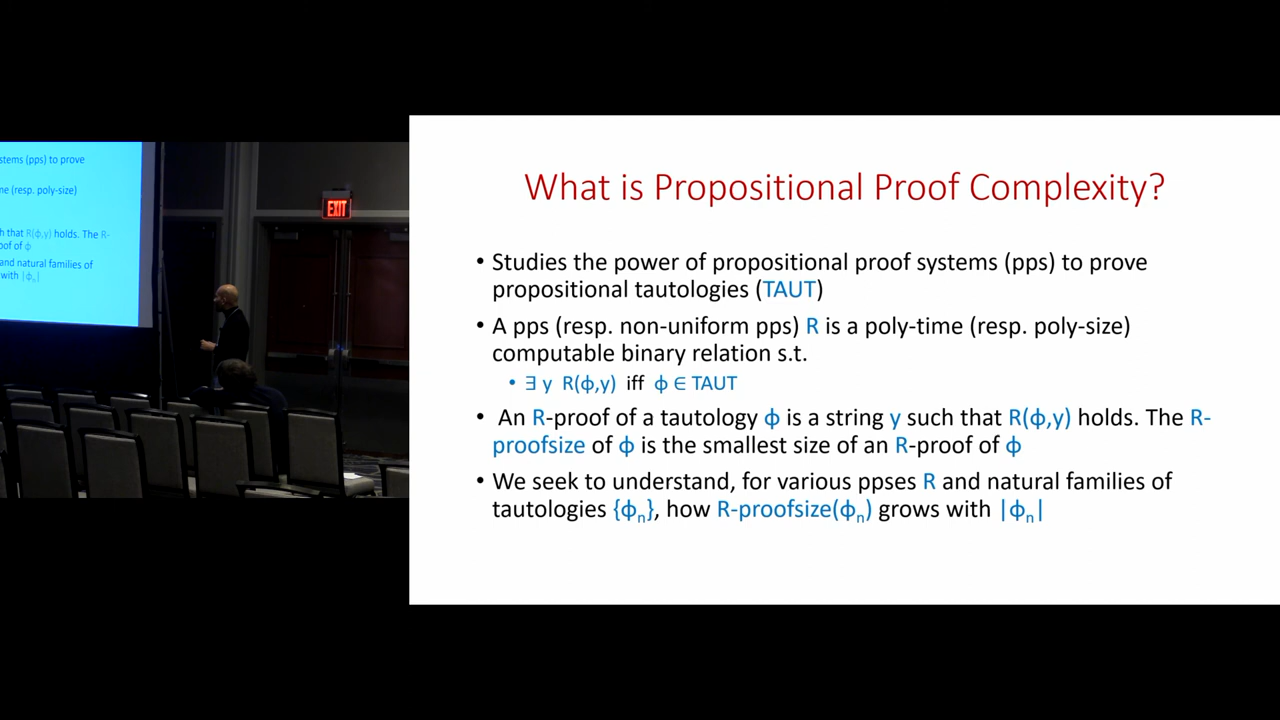 stems (pps) to prove
me (resp. poly-size)
h that R(ϕ,y) holds. The R-
oof of ϕ
and natural families of
with |ϕn|
EXIT
What is Propositional Proof Complexity?
• Studies the power of propositional proof systems (pps) to prove
propositional tautologies (TAUT)
• A pps (resp. non-uniform pps) R is a poly-time (resp. poly-size)
computable binary relation s.t.
• ∃ y R(ϕ,y) iff ϕ ∈ TAUT
• An R-proof of a tautology ϕ is a string y such that R(ϕ,y) holds. The R-
proofsize of ϕ is the smallest size of an R-proof of ϕ
• We seek to understand, for various ppses R and natural families of
tautologies {ϕn}, how R-proofsize(ϕn) grows with |ϕn|